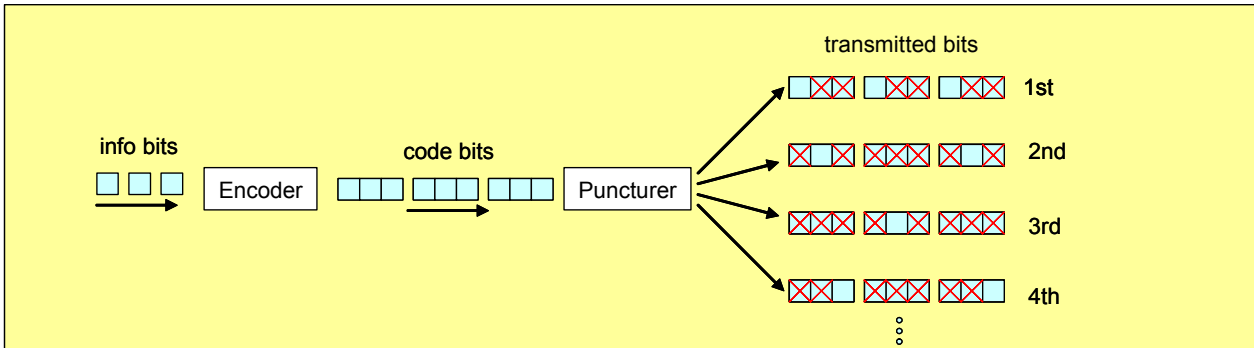 transmitted bits
1st
info bits
code bits
2nd
Encoder
Puncturer
3rd
4th